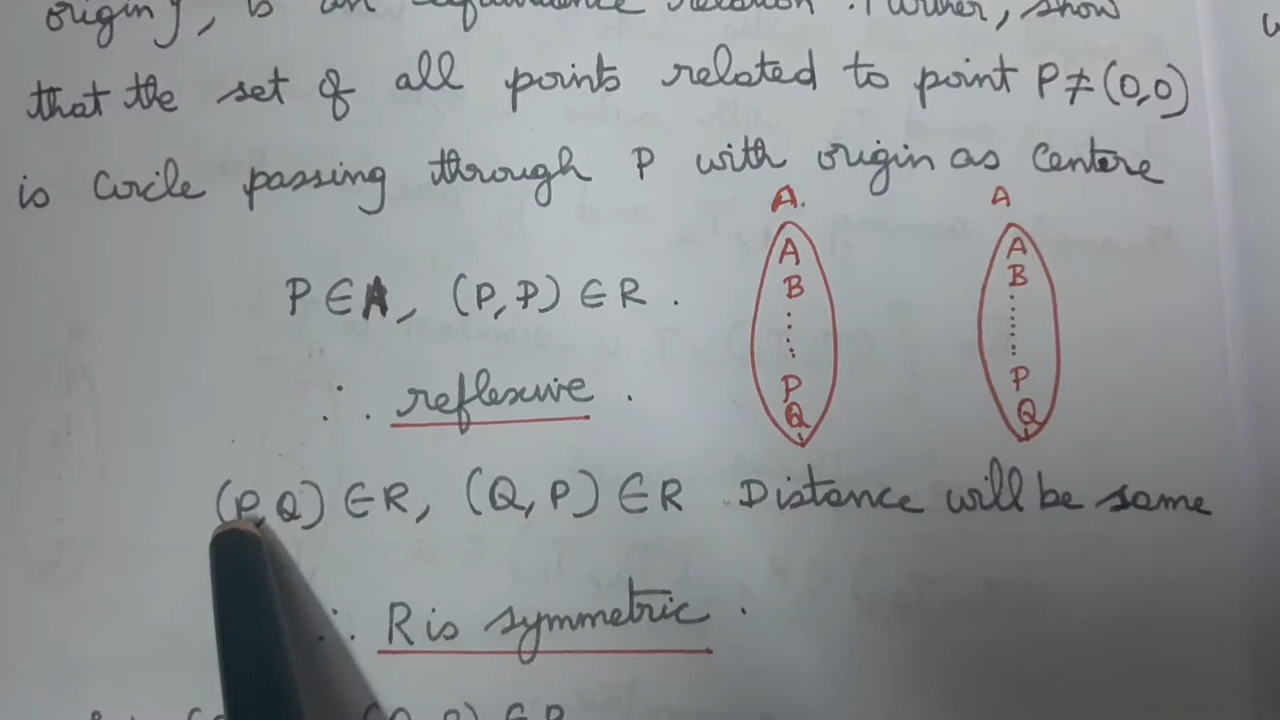 origin}, is an equivalence relation. Further, show
that the set of all points related to point P ≠ (0,0)
is Circle passing through P with origin as Centere
A. A
A A
B B
P ∈ A, (P, P) ∈ R .
P P
Q Q
∴ reflexive .
(P, Q) ∈ R, (Q, P) ∈ R Distance will be same
∴ R is symmetric .
) ∈ R